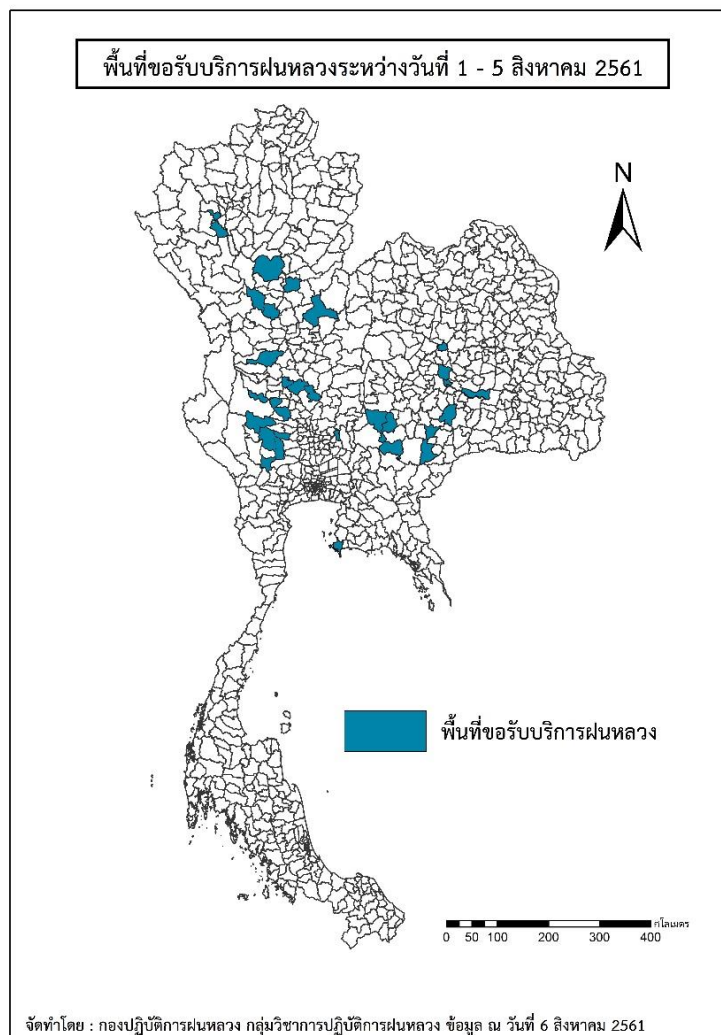 พื้นที่ขอรับบริการฝนหลวงระหว่างวันที่ 1 - 5 สิงหาคม 2561
N
พื้นที่ขอรับบริการฝนหลวง
กิโลเมตร
0 50 100 200 300 400
จัดทำโดย : กองปฏิบัติการฝนหลวง กลุ่มวิชาการปฏิบัติการฝนหลวง ข้อมูล ณ วันที่ 6 สิงหาคม 2561